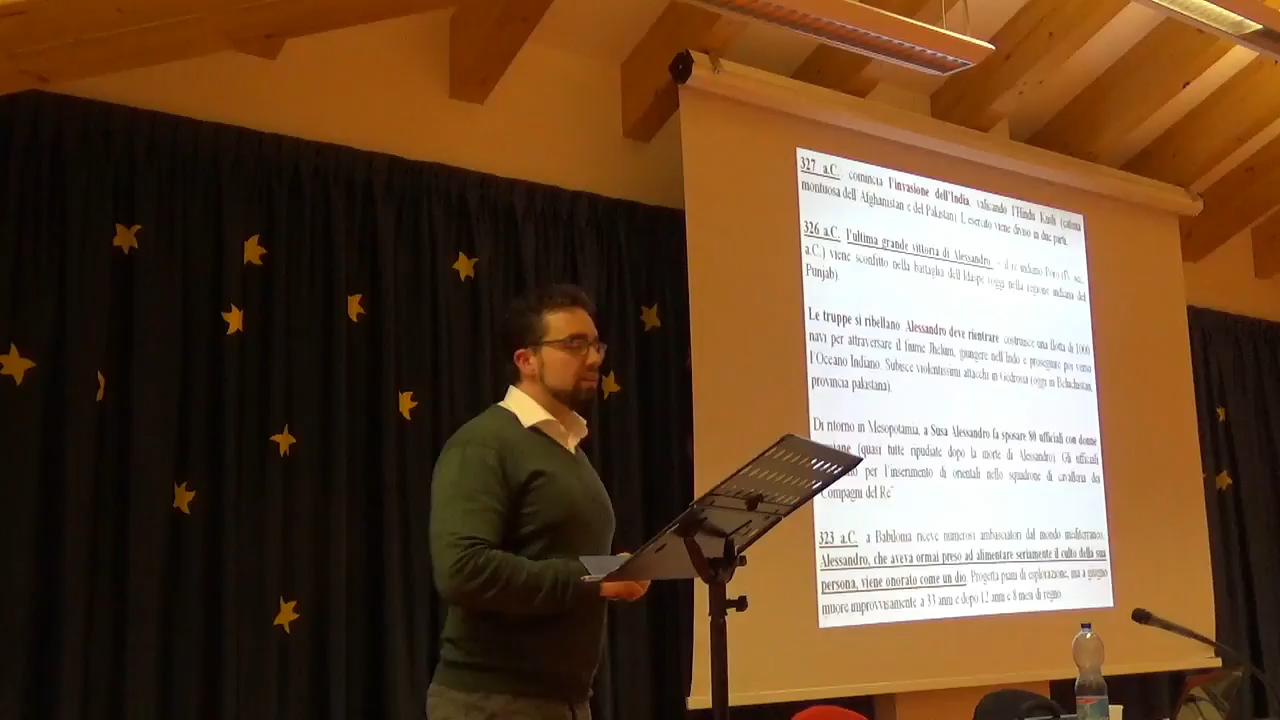 327 a.C. comincia l'invasione dell'India, valicando l'Hindu Kush (catena
montuosa dell'Afghanistan e del Pakistan). L'esercito viene diviso in due parti.
326 a.C. l'ultima grande vittoria di Alessandro – il re indiano Poro
a.C.) viene sconfitto nella battaglia dell'Idaspe (oggi nella regione indiana del
Punjab).
Le truppe si ribellano Alessandro deve rientrare costruisce una flotta di 1000
navi per attraversare il fiume Jhelum, giungere nell'Indo e proseguire poi verso
l'Oceano Indiano. Subisce violentissimi attacchi in Gedrosia (oggi in Beluchistan,
provincia pakistana).
Di ritorno in Mesopotamia, a Susa Alessandro fa sposare 80 ufficiali con donne
(quasi tutte ripudiate dopo la morte di Alessandro). Gli ufficiali
per l'inserimento di orientali nello squadrone di cavalleria dei
Compagni del Re"
323 a.C. a Babilonia riceve numerosi ambasciatori dal mondo mediterraneo.
Alessandro, che aveva ormai preso ad alimentare seriamente il culto della sua
persona, viene onorato come un dio. Progetta piani di esplorazione, ma a giugno
muore improvvisamente a 33 anni e dopo 12 anni e 8 mesi di regno.